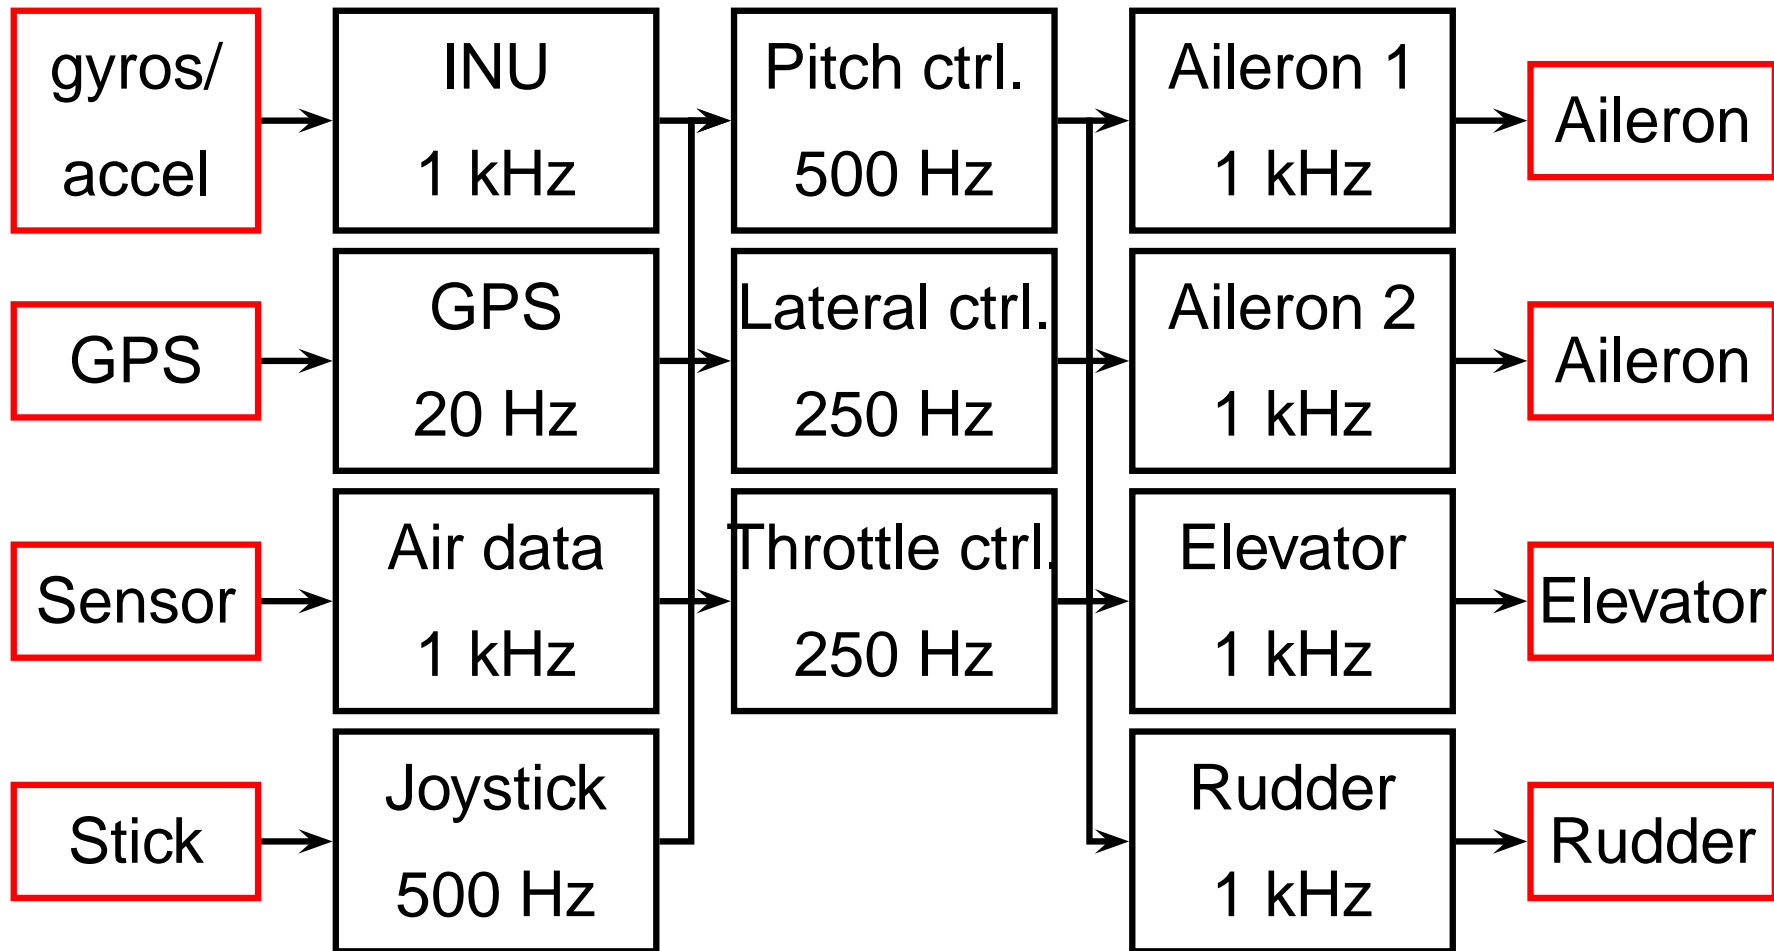 gyros/
accel
INU
1 kHz
Pitch ctrl.
500 Hz
Aileron 1
1 kHz
Aileron
GPS
GPS
20 Hz
Lateral ctrl.
250 Hz
Aileron 2
1 kHz
Aileron
Sensor
Air data
1 kHz
Throttle ctrl.
250 Hz
Elevator
1 kHz
Elevator
Stick
Joystick
500 Hz
Rudder
1 kHz
Rudder